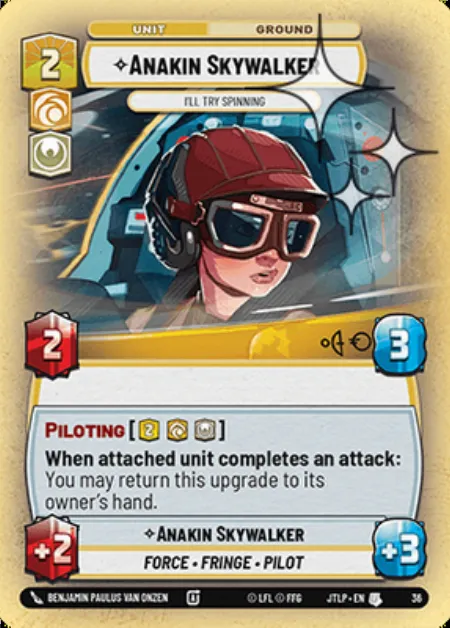 UNIT
GROUND
2
ANAKIN SKYWALKER
I'LL TRY SPINNING
2
3
PILOTING [2]
When attached unit completes an attack:
You may return this upgrade to its
owner's hand.
+2
ANAKIN SKYWALKER
+3
FORCE • FRINGE • PILOT
BENJAMIN PAULUS VAN ONZEN
© LFL © FFG
JTLP • EN
36